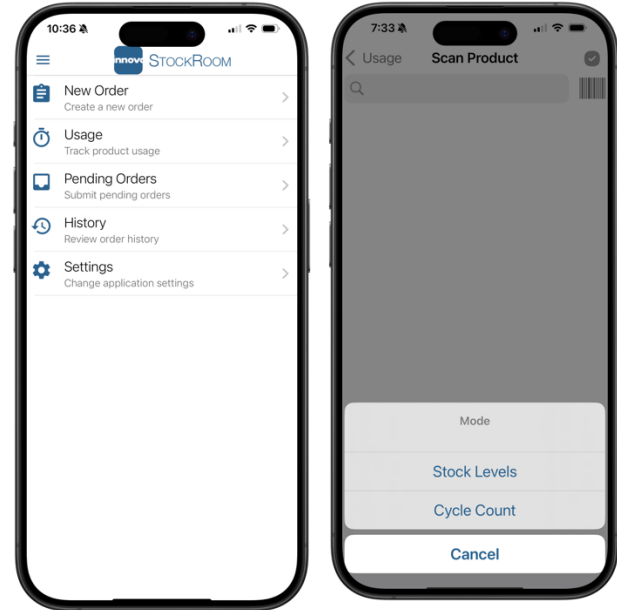 10:36
innovo STOCKROOM
New Order
Create a new order
Usage
Track product usage
Pending Orders
Submit pending orders
History
Review order history
Settings
Change application settings
7:33
Usage Scan Product
Mode
Stock Levels
Cycle Count
Cancel